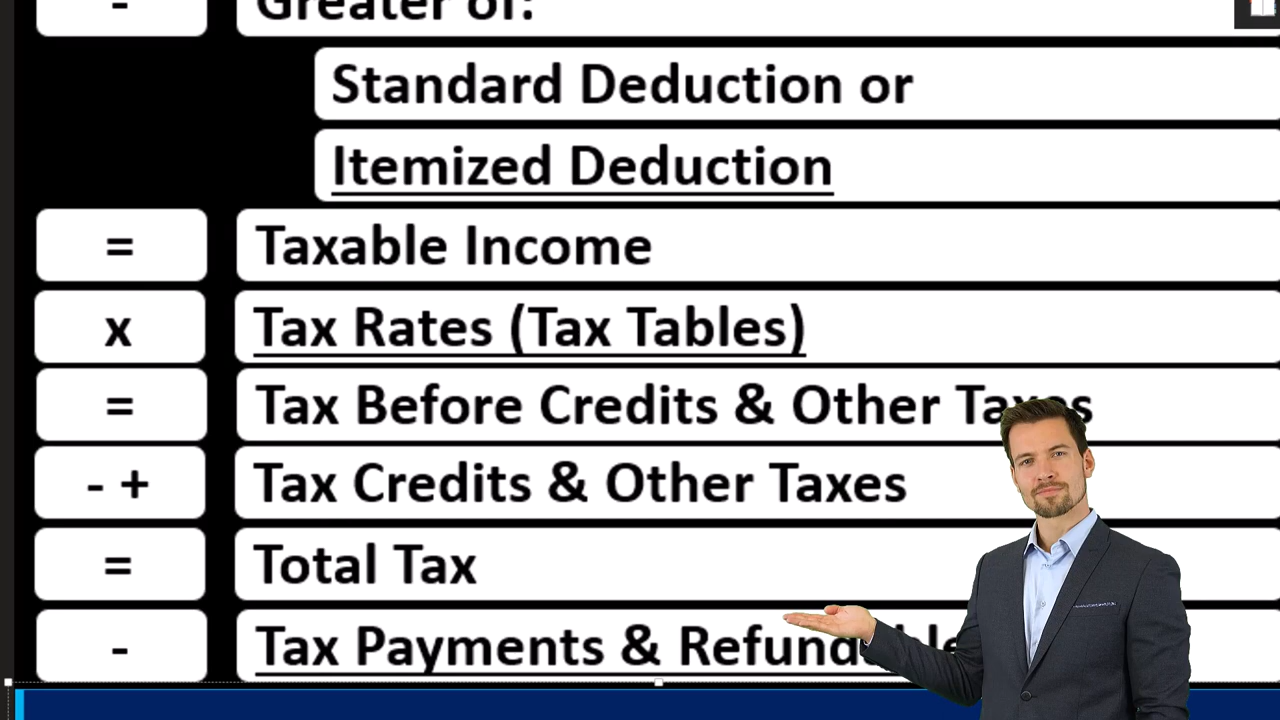 - Greater of:
Standard Deduction or
Itemized Deduction
= Taxable Income
x Tax Rates (Tax Tables)
= Tax Before Credits & Other Taxes
- + Tax Credits & Other Taxes
= Total Tax
- Tax Payments &